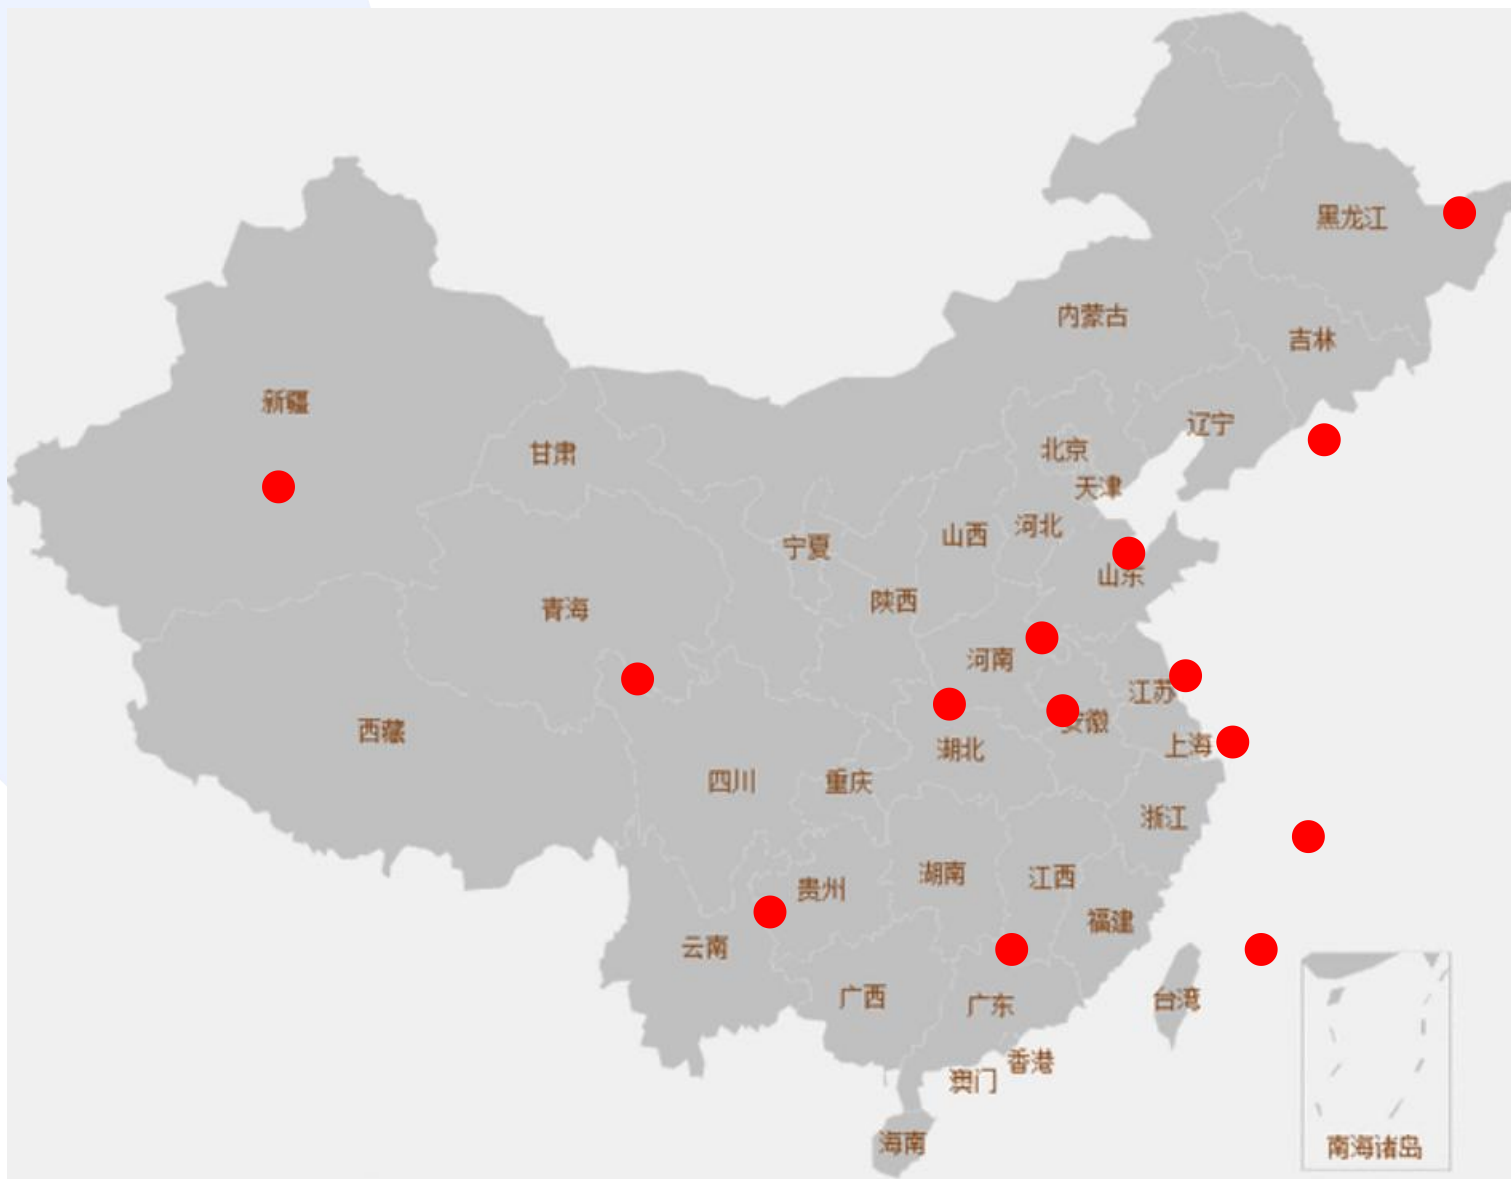 黑龙江
内蒙古
吉林
新疆
辽宁
北京
甘肃
天津
河北
山西
宁夏
山东
陕西
青海
河南
江苏
安徽
西藏
上海
湖北
四川
重庆
浙江
湖南
江西
贵州
福建
云南
广西
台湾
广东
香港
澳门
海南
南海诸岛